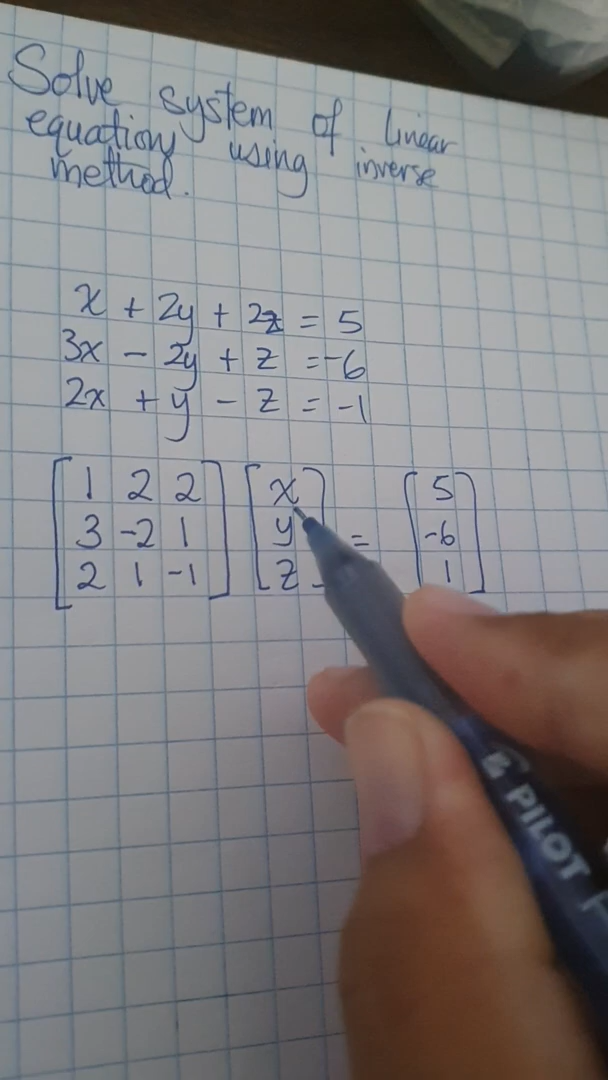 Solve system of linear
equation using inverse
method.
x + 2y + 2z = 5
3x - 2y + z = -6
2x + y - z = -1
1 2 2 x 5
3 -2 1 y = -6
2 1 -1 z 1
PILOT